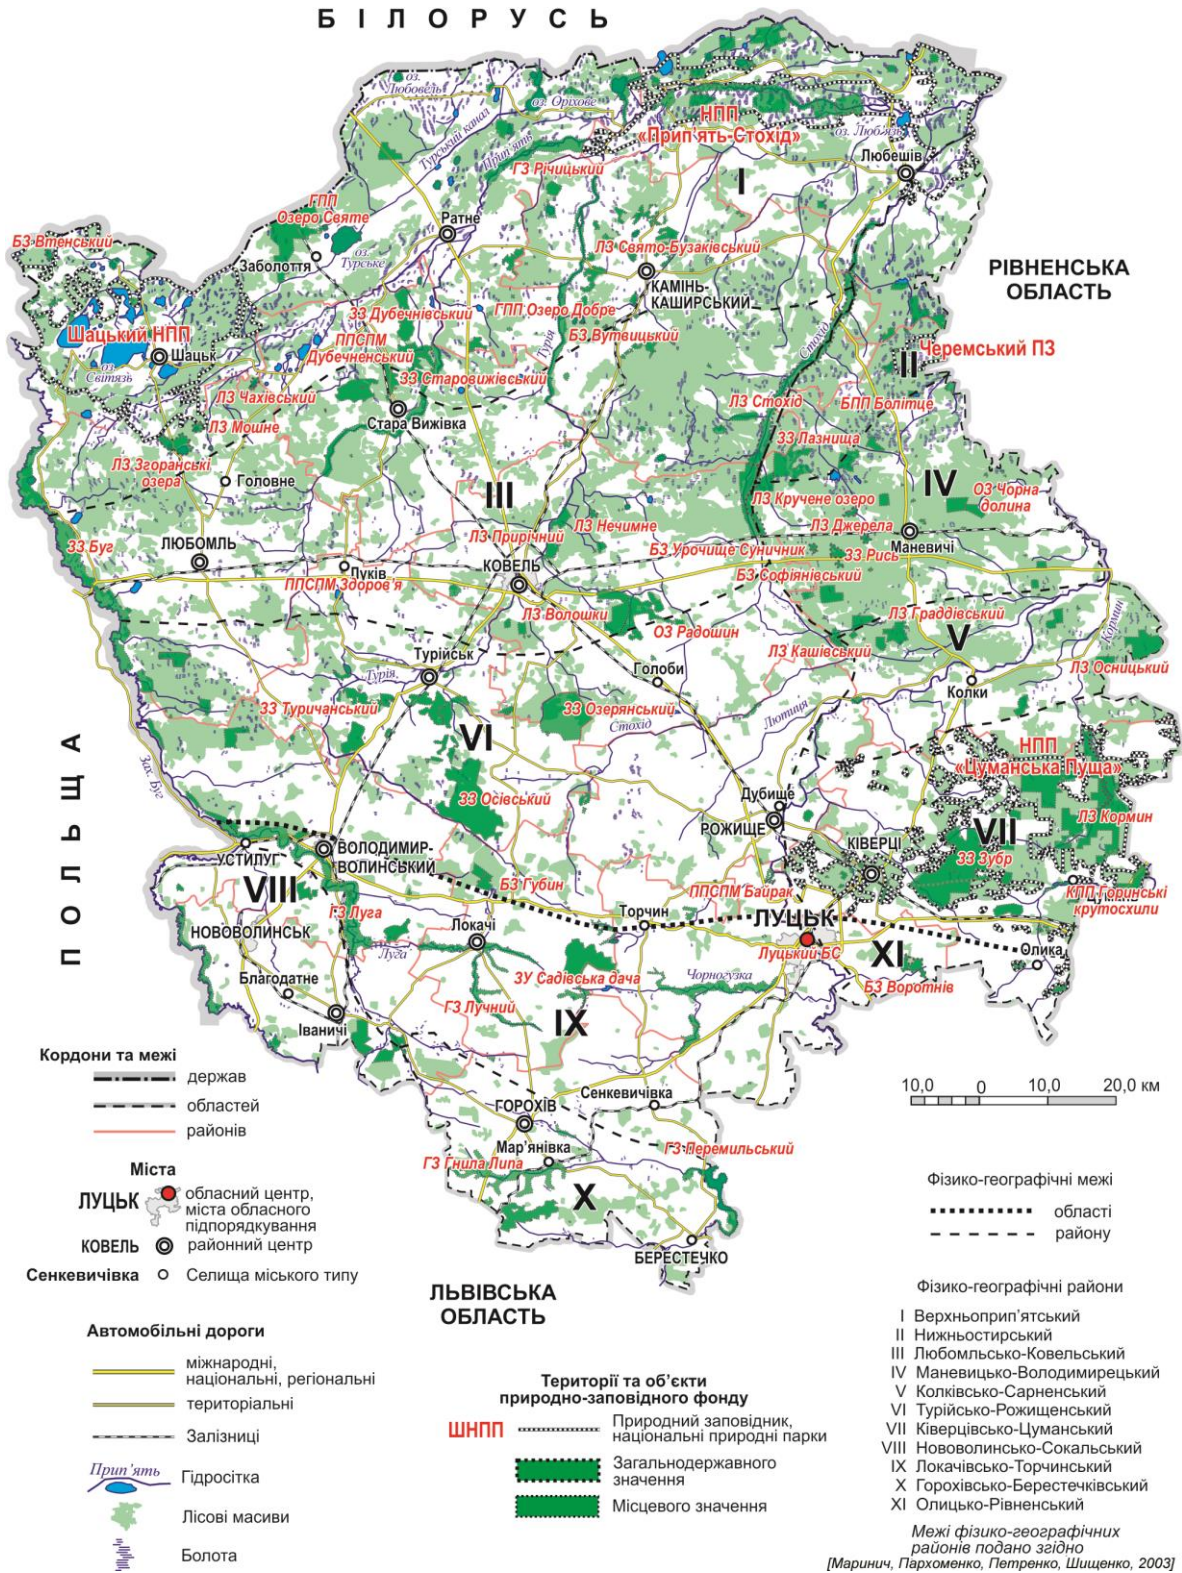 БІЛОРУСЬ
оз.
Любовель
оз. Оріхове
Турський канал
Прип'ять
НПП
«Прип'ять-Стохід»
оз. Люб'язь
Любешів
ГЗ Річицький
I
ГПП
Озеро Святе
Ратне
БЗ Втенський
Заболоття
оз.
Турське
ЛЗ Свято-Бузаківський
КАМІНЬ-
КАШИРСЬКИЙ
РІВНЕНСЬКА
ОБЛАСТЬ
ЗЗ Дубечнівський
ГПП Озеро Добре
ППСПМ
Дубечненський
БЗ Вутвицький
Турія
Стохід
Шацький НПП
Шацьк
оз.
Світязь
II
Черемський ПЗ
ЗЗ Старовижівський
ЛЗ Чахівський
ЛЗ Мошне
Стара Вижівка
ЛЗ Стохід
БПП Болітце
ЗЗ Лазнища
ЛЗ Згоранські
озера
Головне
III
ЛЗ Кручене озеро
IV
ОЗ Чорна
долина
ЛЗ Нечимне
ЛЗ Прирічний
ЛЗ Джерела
Маневичі
ЗЗ Буг
ЛЮБОМЛЬ
Луків
КОВЕЛЬ
БЗ Урочище Суничник
ЗЗ Рись
ППСПМ Здоров'я
БЗ Софіянівський
ЛЗ Волошки
ЛЗ Граддівський
ОЗ Радошин
V
Кормин
Турійськ
Голоби
ЛЗ Кашівський
ЛЗ Осницький
Турія
Колки
ЗЗ Туричанський
ЗЗ Озерянський
Стохід
Лютиця
VI
НПП
«Цуманська Пуща»
ПОЛЬЩА
Зах. Буг
ЗЗ Осівський
Дубище
РОЖИЩЕ
VII
ЛЗ Кормин
УСТИЛУГ
ВОЛОДИМИР-
ВОЛИНСЬКИЙ
КІВЕРЦІ
ЗЗ Зубр
VIII
БЗ Губин
ППСПМ Байрак
КПП Горинські
крутосхили
ГЗ Луга
Торчин
ЛУЦЬК
НОВОВОЛИНСЬК
Локачі
Луцький БС
XI
Олика
Луга
Благодатне
ЗУ Садівська дача
Чорногузка
БЗ Воротнів
ГЗ Лучний
IX
Іваничі
Сенкевичівка
ГОРОХІВ
Мар'янівка
ГЗ Гнила Липа
ГЗ Перемильський
X
БЕРЕСТЕЧКО
ЛЬВІВСЬКА
ОБЛАСТЬ
10,0 0 10,0 20,0 км
Кордони та межі
держав
областей
районів
Міста
ЛУЦЬК обласний центр,
міста обласного
підпорядкування
КОВЕЛЬ районний центр
Сенкевичівка Селища міського типу
Автомобільні дороги
міжнародні,
національні, регіональні
територіальні
Залізниці
Прип'ять Гідросітка
Лісові масиви
Болота
Території та об'єкти
природно-заповідного фонду
ШНПП Природний заповідник,
національні природні парки
Загальнодержавного
значення
Місцевого значення
Фізико-географічні межі
області
району
Фізико-географічні райони
I Верхньоприп'ятський
II Нижньостирський
III Любомльсько-Ковельський
IV Маневицько-Володимирецький
V Колківсько-Сарненський
VI Турійсько-Рожищенський
VII Ківерцівсько-Цуманський
VIII Нововолинсько-Сокальський
IX Локачівсько-Торчинський
X Горохівсько-Берестечківський
XI Олицько-Рівненський
Межі фізико-географічних
районів подано згідно
[Маринич, Пархоменко, Петренко, Шищенко, 2003]